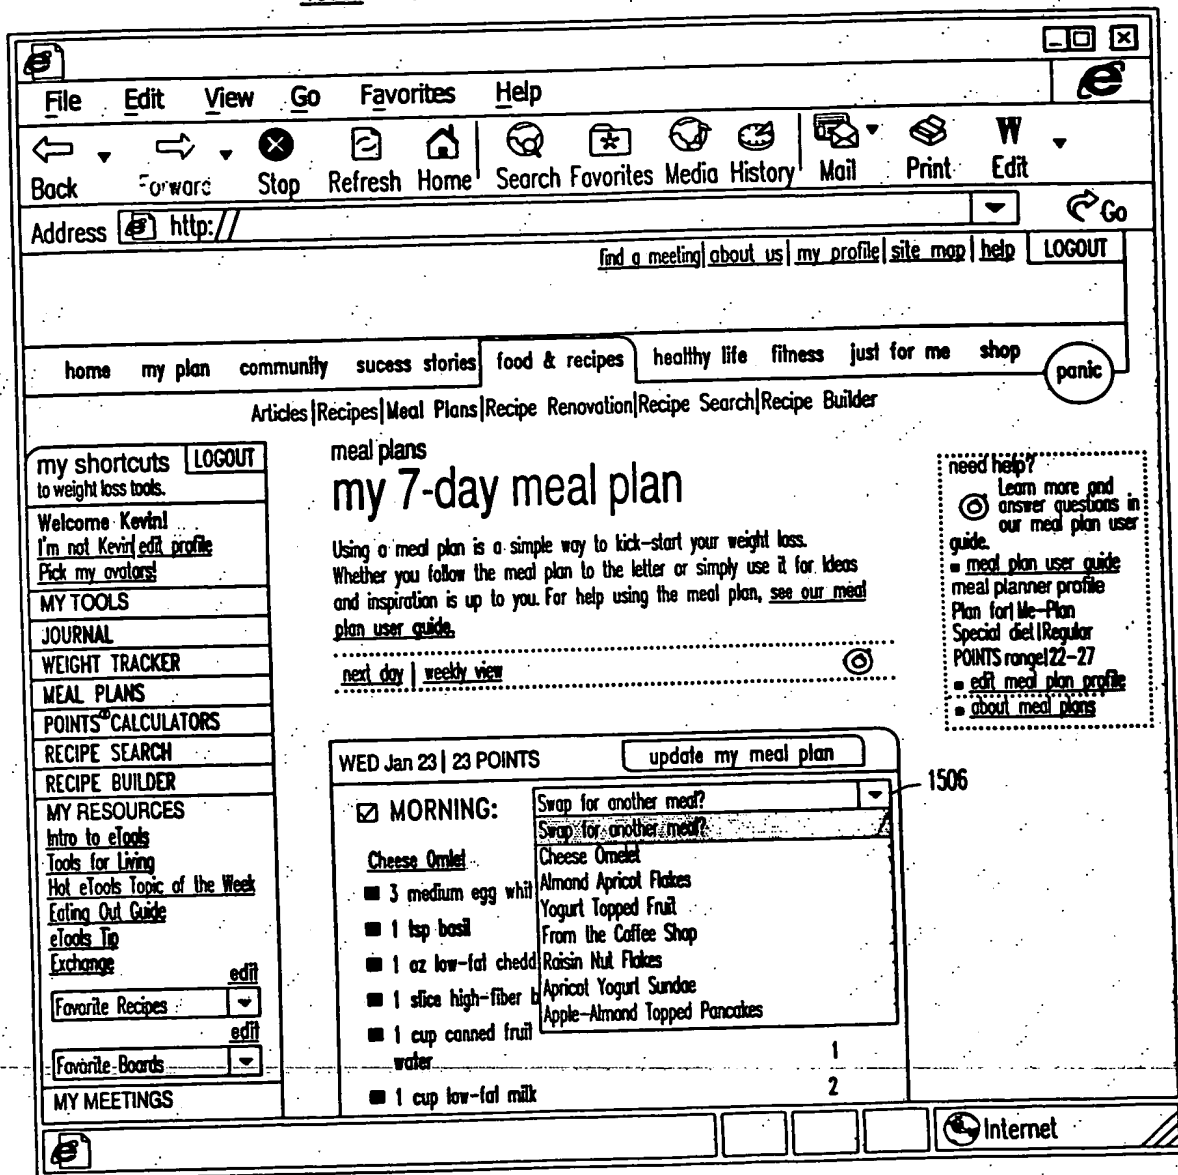 File Edit View Go Favorites Help
Back Forward Stop Refresh Home Search Favorites Media History Mail Print Edit
Address http:// Go
find a meeting|about us|my profile|site map|help LOGOUT
home my plan community sucess stories food & recipes healthy life fitness just for me shop panic
Articles|Recipes|Meal Plans|Recipe Renovation|Recipe Search|Recipe Builder
my shortcuts LOGOUT
to weight loss tools.
Welcome Kevin!
I'm not Kevin|edit profile
Pick my avatars!
MY TOOLS
JOURNAL
WEIGHT TRACKER
MEAL PLANS
POINTS® CALCULATORS
RECIPE SEARCH
RECIPE BUILDER
MY RESOURCES
Intro to eTools
Tools for Living
Hot eTools Topic of the Week
Eating Out Guide
eTools Tip
Exchange
edit
Favorite Recipes
edit
Favorite Boards
MY MEETINGS
meal plans
my 7-day meal plan
Using a meal plan is a simple way to kick-start your weight loss.
Whether you follow the meal plan to the letter or simply use it for ideas
and inspiration is up to you. For help using the meal plan, see our meal
plan user guide.
next day | weekly view
WED Jan 23 | 23 POINTS update my meal plan
MORNING:
Swap for another meal?
Swap for another meal?
Cheese Omelet
Almond Apricot Flakes
Yogurt Topped Fruit
From the Coffee Shop
Raisin Nut Flakes
Apricot Yogurt Sundae
Apple-Almond Topped Pancakes
1506
Cheese Omlet
3 medium egg whit
1 tsp basil
1 oz low-fat chedd
1 slice high-fiber b
1 cup canned fruit
water 1
1 cup low-fat milk 2
need help?
Learn more and
answer questions in
our meal plan user
guide.
meal plan user guide
meal planner profile
Plan for|Me-Plan
Special diet|Regular
POINTS range|22-27
edit meal plan profile
about meal plans
Internet